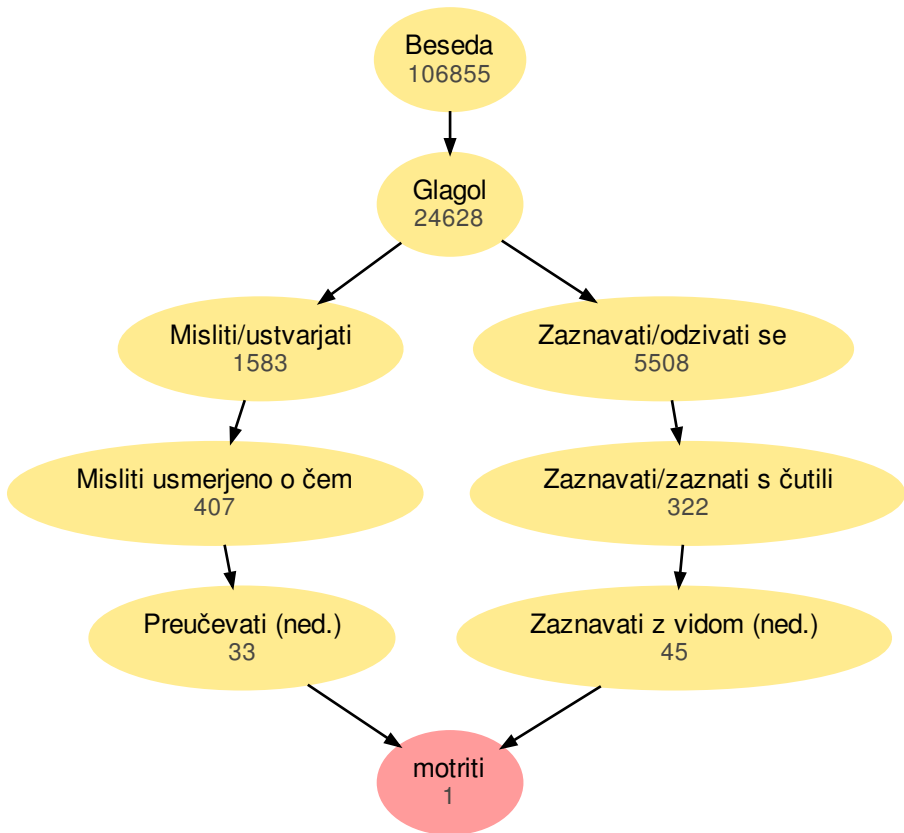 Beseda
106855
Glagol
24628
Misliti/ustvarjati
1583
Zaznavati/odzivati se
5508
Misliti usmerjeno o čem
407
Zaznavati/zaznati s čutili
322
Preučevati (ned.)
33
Zaznavati z vidom (ned.)
45
motriti
1